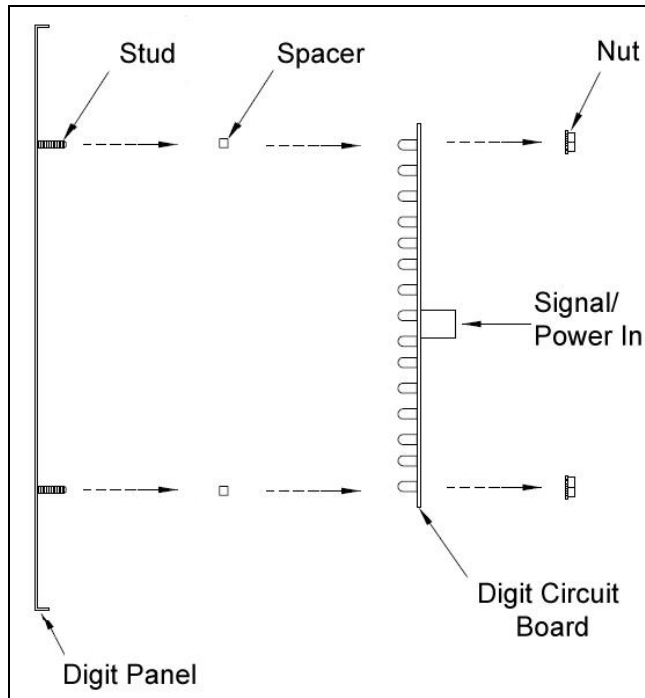 Stud
Spacer
Nut
Signal/
Power In
Digit Circuit
Board
Digit Panel